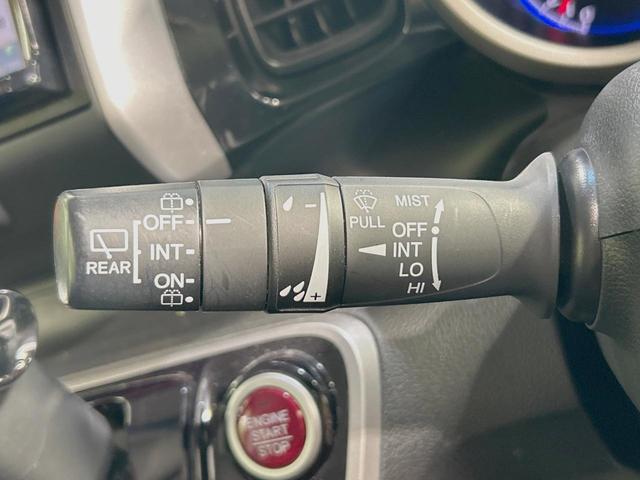 OFF
INT
ON
REAR
- 
+
PULL
MIST
OFF
INT
LO
HI
ENGINE
START
STOP